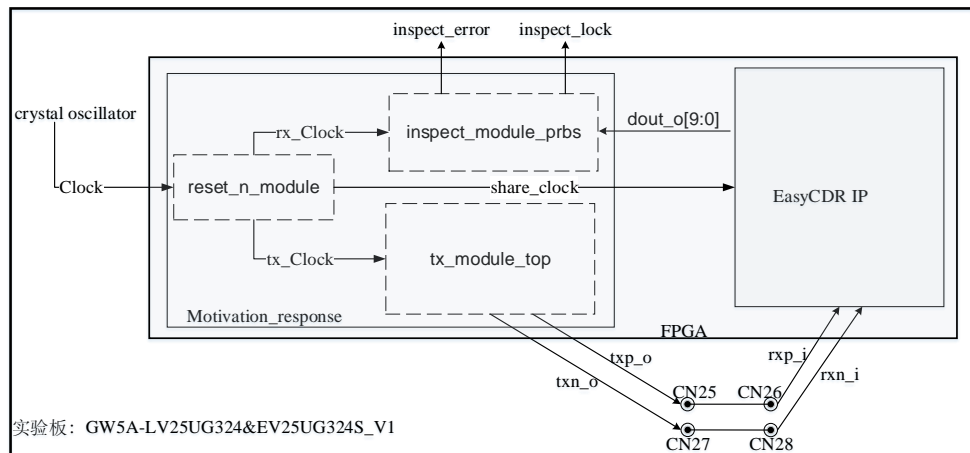 inspect_error
inspect_lock
crystal oscillator
Clock
rx_Clock
inspect_module_prbs
dout_o[9:0]
reset_n_module
share_clock
EasyCDR IP
tx_Clock
tx_module_top
Motivation_response
FPGA
txp_o
txn_o
rxp_i
rxn_i
CN25
CN26
CN27
CN28
实验板：GW5A-LV25UG324&EV25UG324S_V1